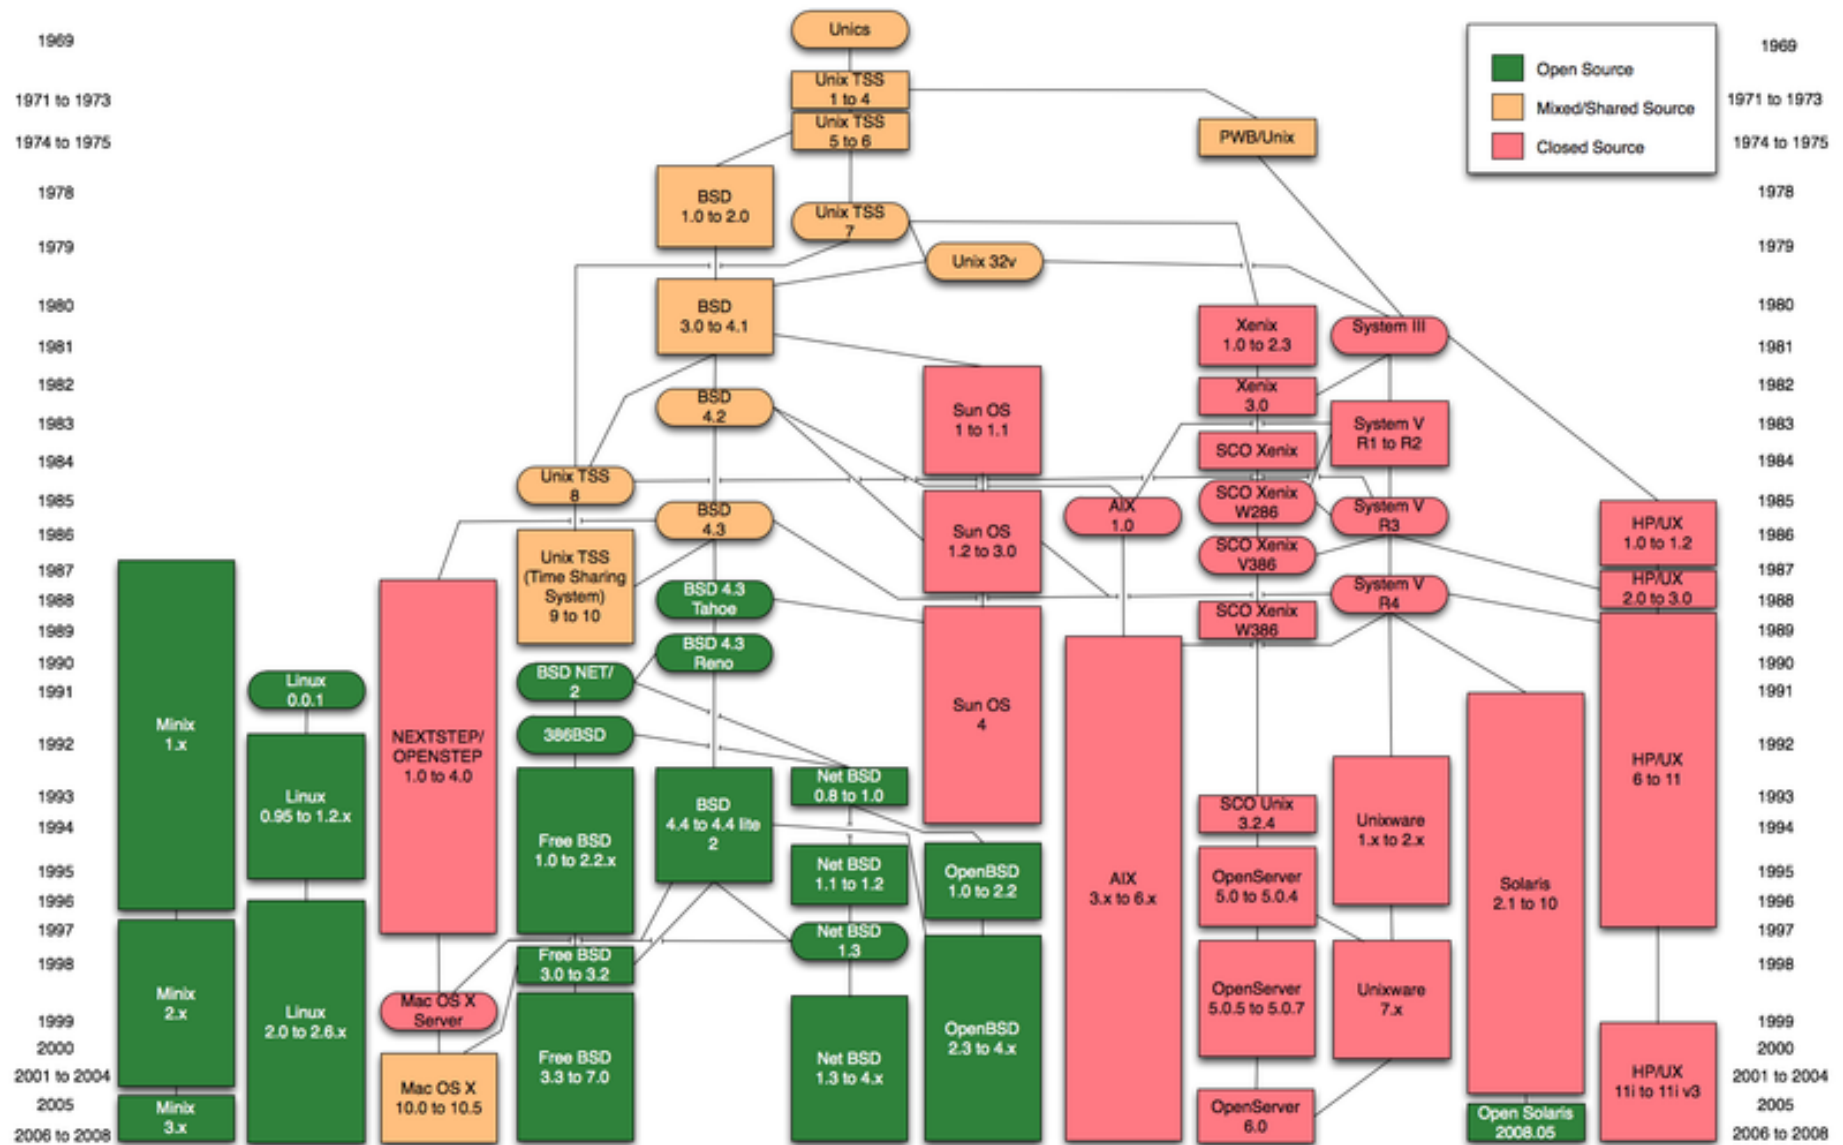 Unics
1969
1969
Open Source
Mixed/Shared Source
Closed Source
Unix TSS
1 to 4
1971 to 1973
1971 to 1973
Unix TSS
5 to 6
PWB/Unix
1974 to 1975
1974 to 1975
BSD
1.0 to 2.0
1978
1978
Unix TSS
7
1979
1979
Unix 32v
BSD
3.0 to 4.1
1980
1980
Xenix
1.0 to 2.3
System III
1981
1981
1982
1982
Xenix
3.0
BSD
4.2
Sun OS
1 to 1.1
System V
R1 to R2
1983
1983
SCO Xenix
1984
1984
Unix TSS
8
SCO Xenix
W286
AIX
1.0
System V
R3
1985
1985
BSD
4.3
Sun OS
1.2 to 3.0
HP/UX
1.0 to 1.2
1986
1986
Unix TSS
(Time Sharing
System)
9 to 10
SCO Xenix
V386
1987
1987
HP/UX
2.0 to 3.0
BSD 4.3
Tahoe
System V
R4
1988
1988
SCO Xenix
W386
1989
1989
BSD 4.3
Reno
1990
1990
BSD NET/
2
Linux
0.0.1
1991
1991
Sun OS
4
Minix
1.x
NEXTSTEP/
OPENSTEP
1.0 to 4.0
386BSD
1992
1992
HP/UX
6 to 11
Net BSD
0.8 to 1.0
1993
1993
Linux
0.95 to 1.2.x
BSD
4.4 to 4.4 lite
2
SCO Unix
3.2.4
Unixware
1.x to 2.x
1994
1994
Free BSD
1.0 to 2.2.x
Net BSD
1.1 to 1.2
OpenBSD
1.0 to 2.2
1995
1995
AIX
3.x to 6.x
OpenServer
5.0 to 5.0.4
Solaris
2.1 to 10
1996
1996
1997
1997
Net BSD
1.3
Free BSD
3.0 to 3.2
1998
1998
Minix
2.x
OpenServer
5.0.5 to 5.0.7
Unixware
7.x
Mac OS X
Server
Linux
2.0 to 2.6.x
1999
1999
OpenBSD
2.3 to 4.x
2000
2000
Free BSD
3.3 to 7.0
Net BSD
1.3 to 4.x
2001 to 2004
2001 to 2004
HP/UX
11i to 11i v3
Mac OS X
10.0 to 10.5
2005
2005
Minix
3.x
OpenServer
6.0
Open Solaris
2008.05
2006 to 2008
2006 to 2008